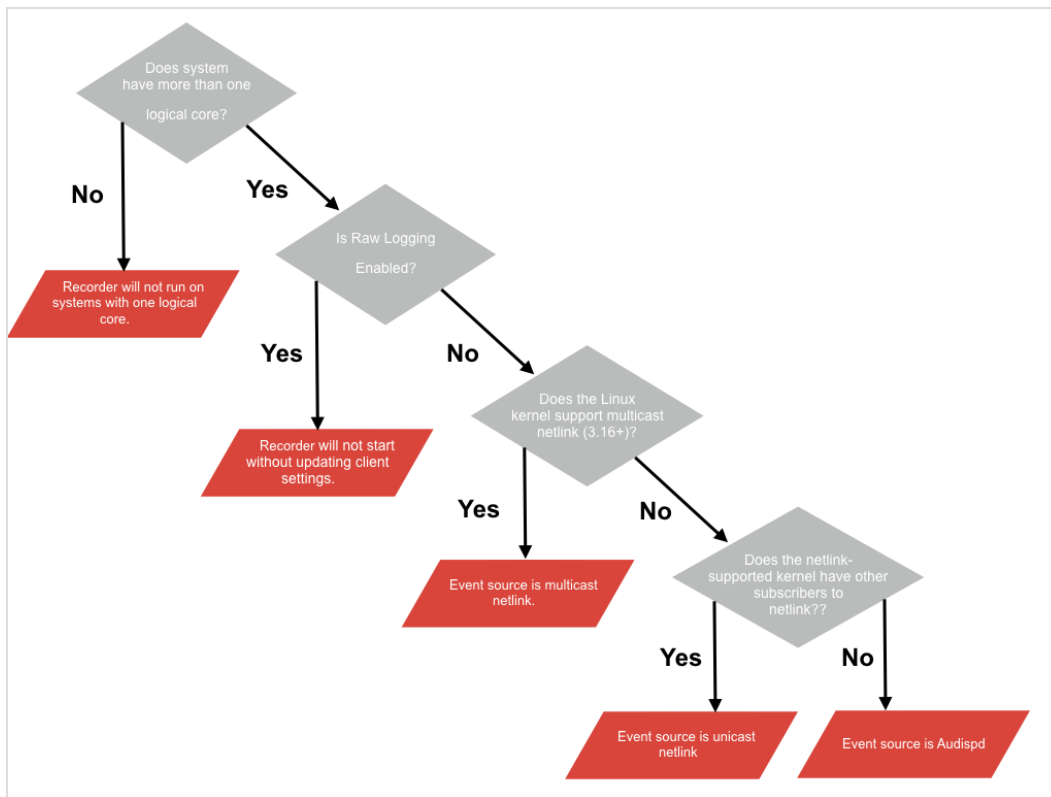 Does system
have more than one
logical core?
No
Yes
Recorder will not run on
systems with one logical
core.
Is Raw Logging
Enabled?
Yes
No
Recorder will not start
without updating client
settings.
Does the Linux
kernel support multicast
netlink (3.16+)?
Yes
No
Event source is multicast
netlink.
Does the netlink-
supported kernel have other
subscribers to
netlink??
Yes
No
Event source is unicast
netlink
Event source is Audispd